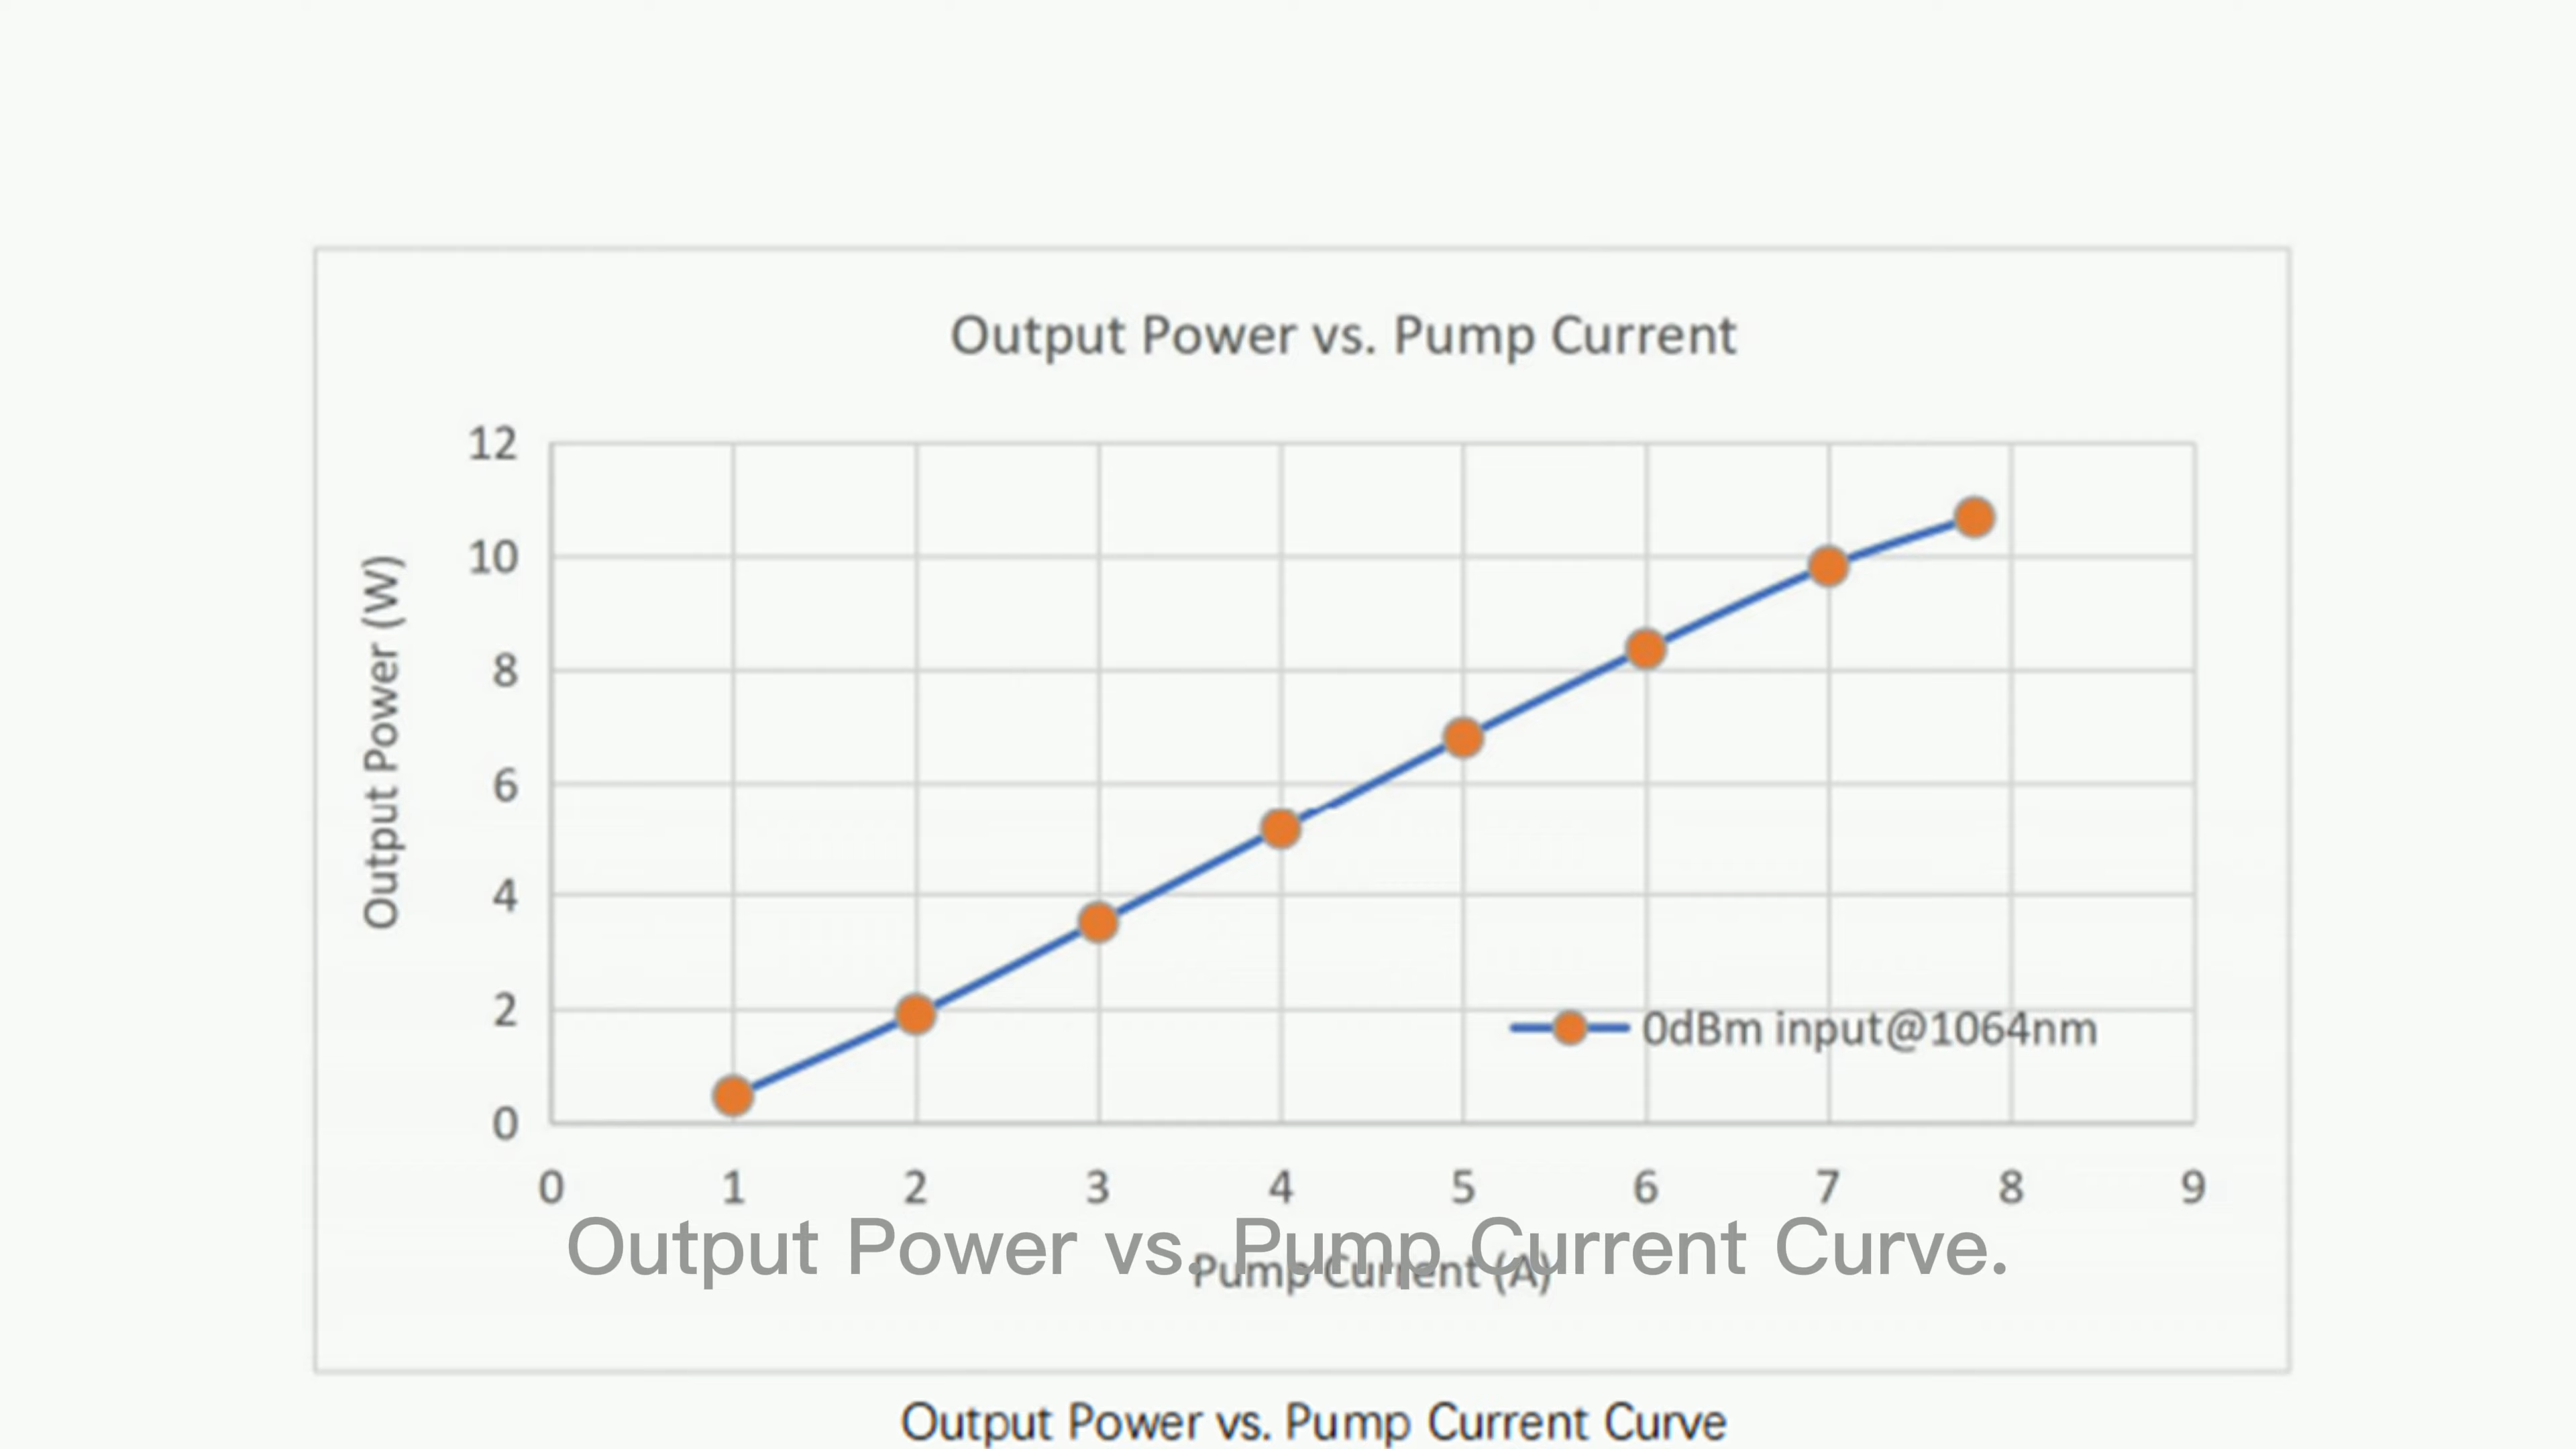 Output Power vs. Pump Current
12
10
8
6
4
2
0
Output Power (W)
0dBm input@1064nm
0 1 2 3 4 5 6 7 8 9
Output Power vs. Pump Current Curve.
Pump Current (A)
Output Power vs. Pump Current Curve